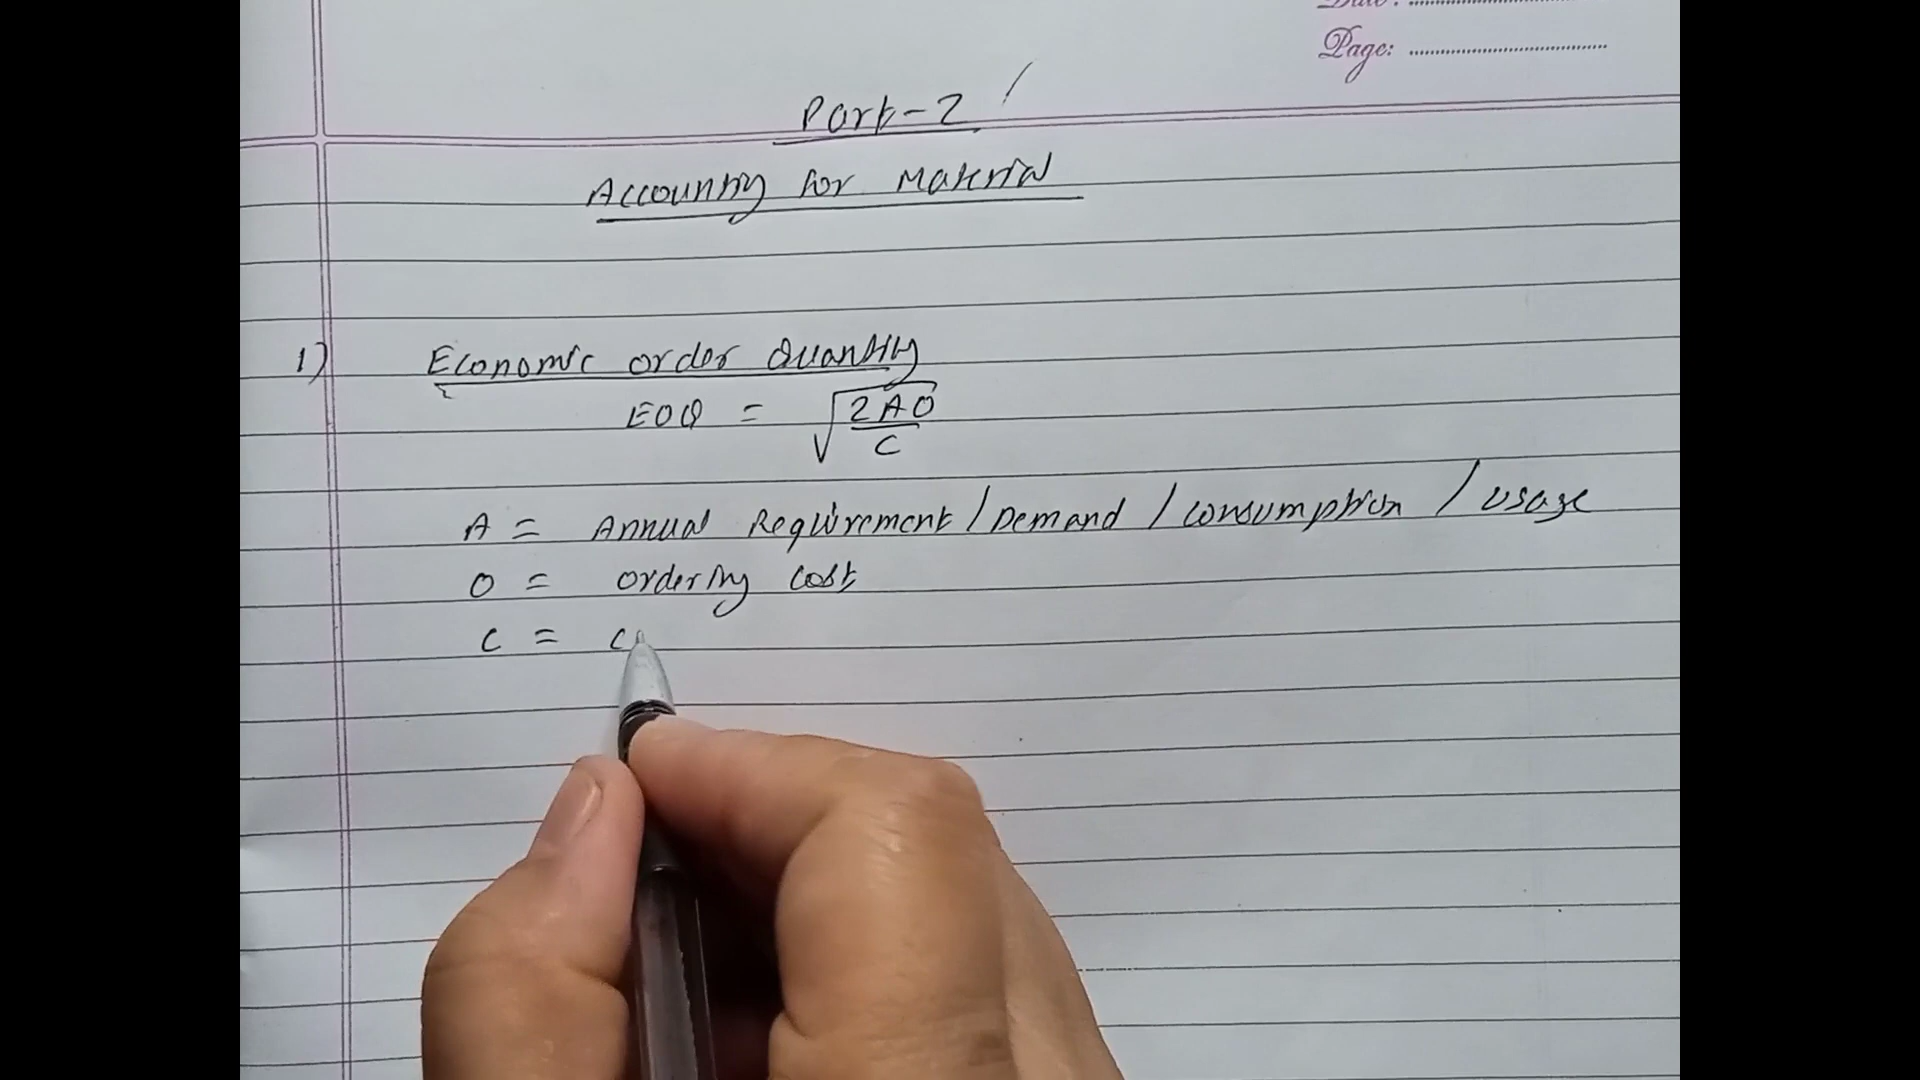 Page:
Part-2
Accounting for Material
1) Economic order Quantity
EOQ = √2AO/C
A = Annual Requirement / Demand / consumption / usage
O = ordering cost
C =